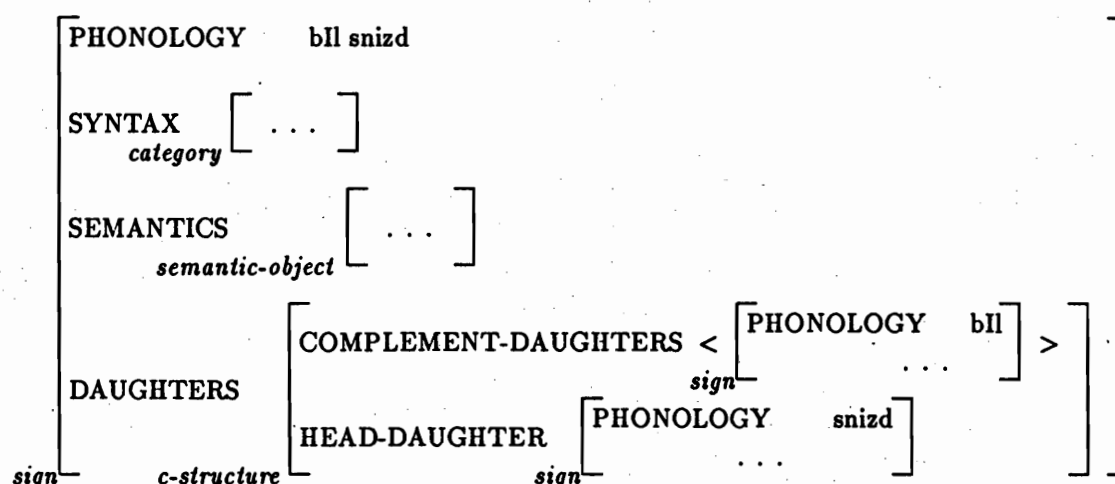 PHONOLOGY bIl snizd
SYNTAX [ . . . ]
category
SEMANTICS [ . . . ]
semantic-object
COMPLEMENT-DAUGHTERS < [PHONOLOGY bIl] >
. . .
sign
DAUGHTERS
HEAD-DAUGHTER [PHONOLOGY snizd]
. . .
sign c-structure sign